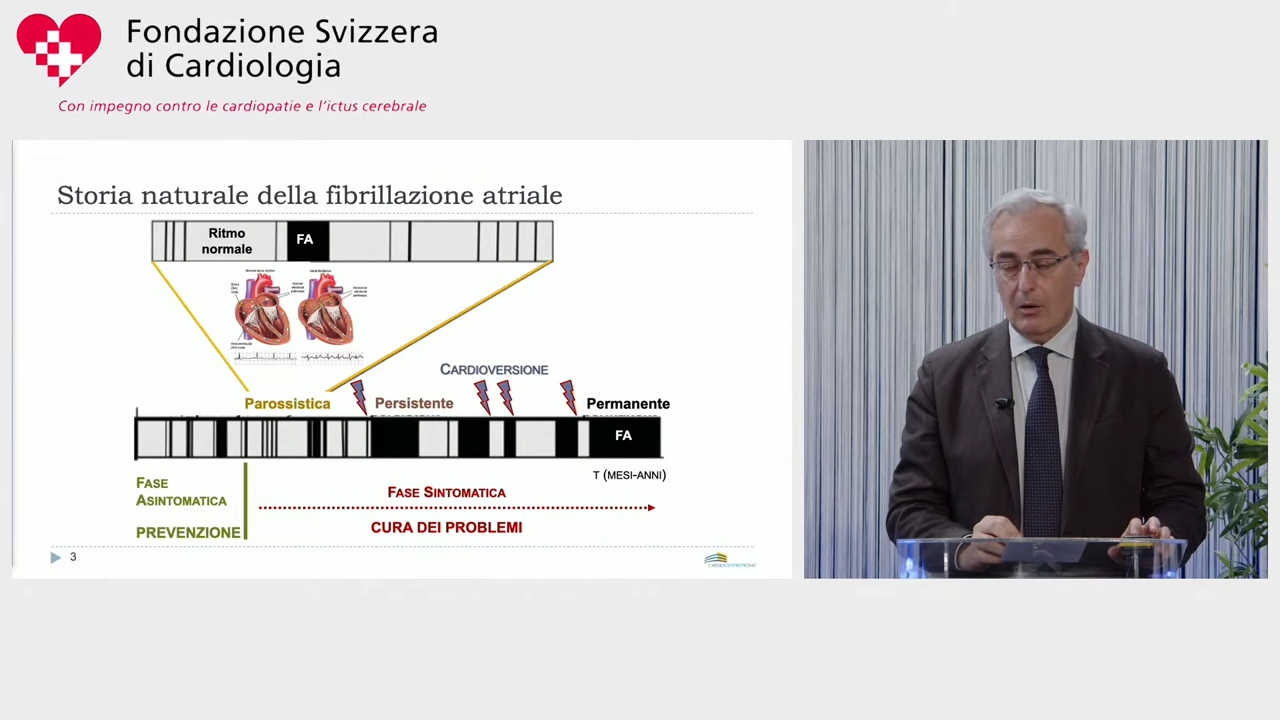 Fondazione Svizzera
di Cardiologia
Con impegno contro le cardiopatie e l'ictus cerebrale
Storia naturale della fibrillazione atriale
Ritmo
normale
FA
CARDIOVERSIONE
Parossistica
Persistente
Permanente
FA
T (MESI-ANNI)
FASE
ASINTOMATICA
FASE SINTOMATICA
PREVENZIONE
CURA DEI PROBLEMI
3
CARDIOCENTROTICINO